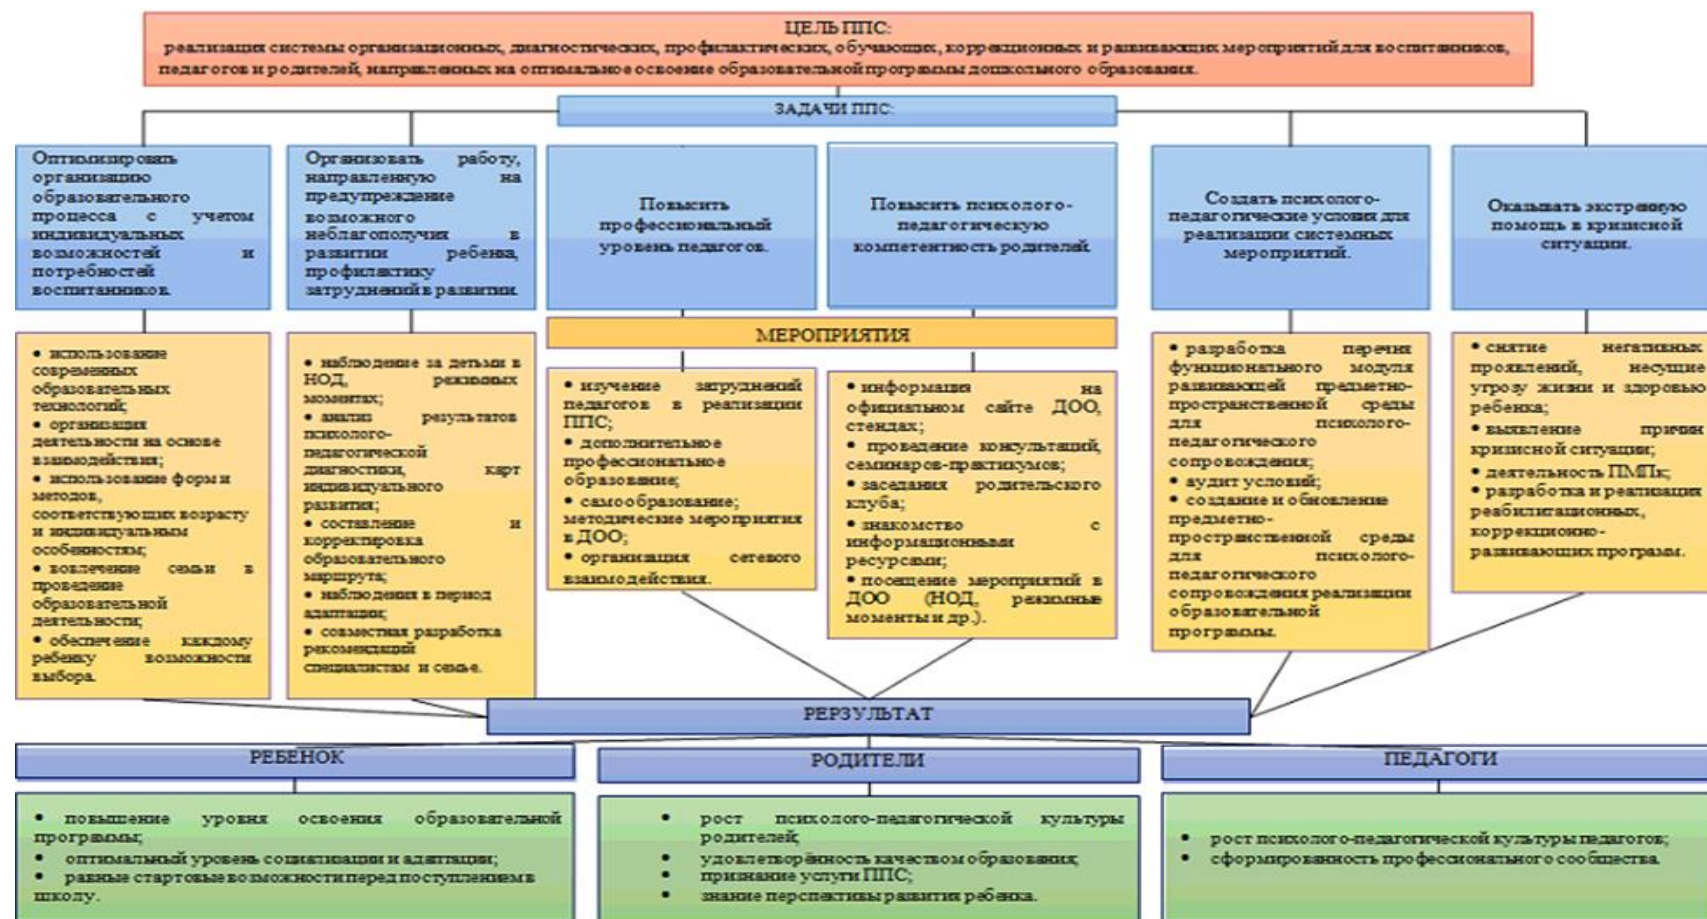 ЦЕЛЬ ППС:
реализация системы организационных, диагностических, профилактических, обучающих, коррекционных и развивающих мероприятий для воспитанников,
педагогов и родителей, направленных на оптимальное освоение образовательной программы дошкольного образования.
ЗАДАЧИ ППС:
Оптимизировать
организацию
образовательного
процесса с учетом
индивидуальных
возможностей и
потребностей
воспитанников.
Организовать работу,
направленную на
предупреждение
возможного
неблагополучия в
развитии ребенка,
профилактику
затруднений в развитии.
Повысить
профессиональный
уровень педагогов.
Повысить психолого-
педагогическую
компетентность родителей.
Создать психолого-
педагогические условия для
реализации системных
мероприятий.
Оказывать экстренную
помощь в кризисной
ситуации.
МЕРОПРИЯТИЯ
• использование
современных
образовательных
технологий;
• организация
деятельности на основе
взаимодействия;
• использование форм и
методов,
соответствующих возрасту
и индивидуальным
особенностям;
• вовлечение семьи в
проведение
образовательной
деятельности;
• обеспечение каждому
ребенку возможности
выбора.
• наблюдение за детьми в
НОД, режимных
моментах;
• анализ результатов
психолого-
педагогической
диагностики, карт
индивидуального
развития;
• составление и
корректировка
образовательного
маршрута;
• наблюдения в период
адаптации;
• совместная разработка
рекомендаций
специалистам и семье.
• изучение затруднений
педагогов в реализации
ППС;
• дополнительное
профессиональное
образование;
• самообразование;
методические мероприятия
в ДОО;
• организация сетевого
взаимодействия.
• информация на
официальном сайте ДОО,
стендах;
• проведение консультаций,
семинаров-практикумов;
• заседания родительского
клуба;
• знакомство с
информационными
ресурсами;
• посещение мероприятий в
ДОО (НОД, режимные
моменты и др.).
• разработка перечня
функционального модуля
развивающей предметно-
пространственной среды
для психолого-
педагогического
сопровождения;
• аудит условий;
• создание и обновление
предметно-
пространственной среды
для психолого-
педагогического
сопровождения реализации
образовательной
программы.
• снятие негативных
проявлений, несущие
угрозу жизни и здоровью
ребенка;
• выявление причин
кризисной ситуации;
• деятельность ПМПк;
• разработка и реализация
реабилитационных,
коррекционно-
развивающих программ.
РЕРЗУЛЬТАТ
РЕБЕНОК
• повышение уровня освоения образовательной
программы;
• оптимальный уровень социализации и адаптации;
• равные стартовые возможности перед поступлением в
школу.
РОДИТЕЛИ
• рост психолого-педагогической культуры
родителей;
• удовлетворённость качеством образования;
• признание услуги ППС;
• знание перспективы развития ребенка.
ПЕДАГОГИ
• рост психолого-педагогической культуры педагогов;
• сформированность профессионального сообщества.